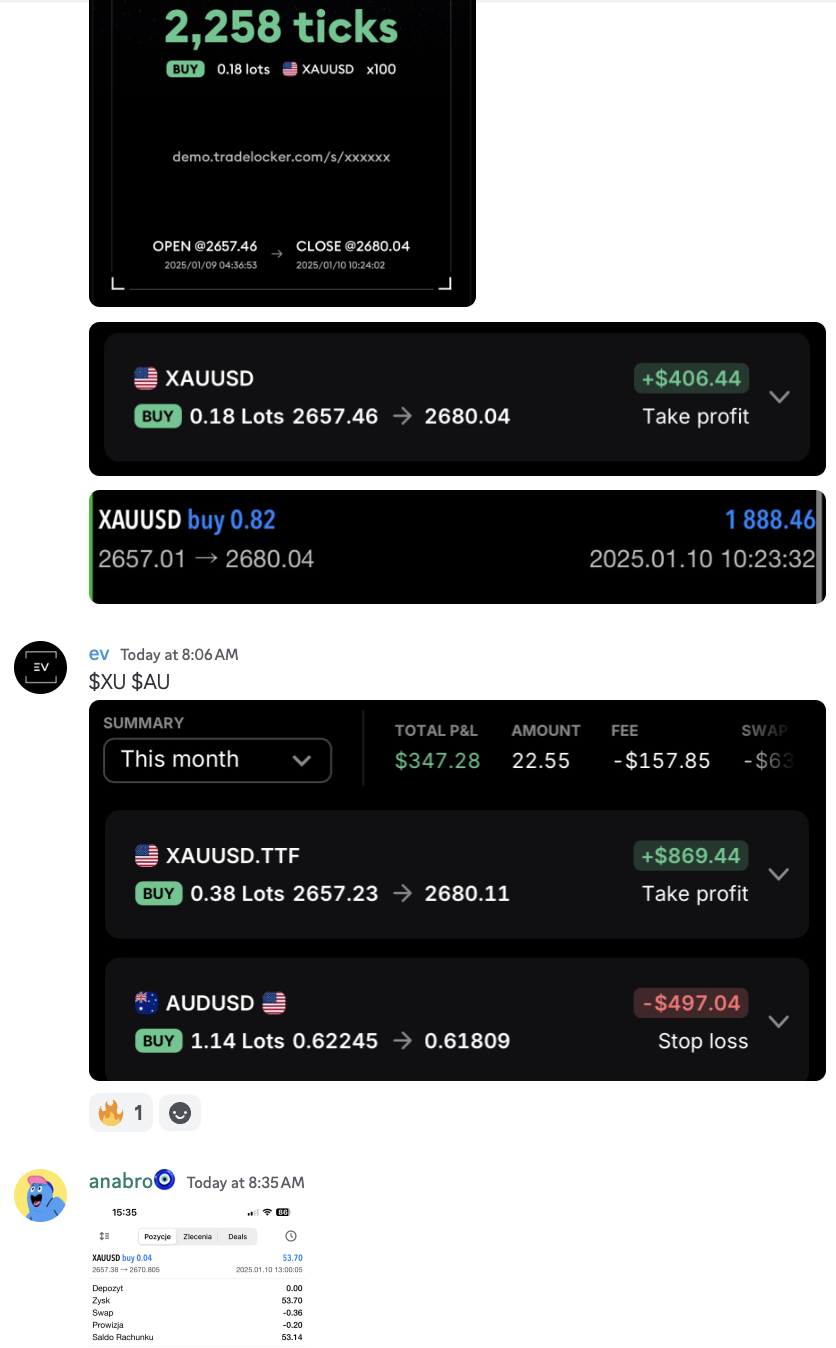 2,258 ticks
BUY 0.18 lots XAUUSD x100
demo.tradelocker.com/s/xxxxxx
OPEN @2657.46 → CLOSE @2680.04
2025/01/09 04:36:53 2025/01/10 10:24:02
XAUUSD +$406.44
BUY 0.18 Lots 2657.46 → 2680.04 Take profit
XAUUSD buy 0.82 1 888.46
2657.01 → 2680.04 2025.01.10 10:23:32
EV
ev Today at 8:06 AM
$XU $AU
SUMMARY TOTAL P&L AMOUNT FEE SWAP
This month $347.28 22.55 -$157.85 -$63
XAUUSD.TTF +$869.44
BUY 0.38 Lots 2657.23 → 2680.11 Take profit
AUDUSD -$497.04
BUY 1.14 Lots 0.62245 → 0.61809 Stop loss
🔥 1
anabro🧿 Today at 8:35 AM
15:35 86
Pozycje Zlecenia Deals
XAUUSD buy 0.04 53.70
2657.38 → 2670.805 2025.01.10 13:00:05
Depozyt 0.00
Zysk 53.70
Swap -0.36
Prowizja -0.20
Saldo Rachunku 53.14